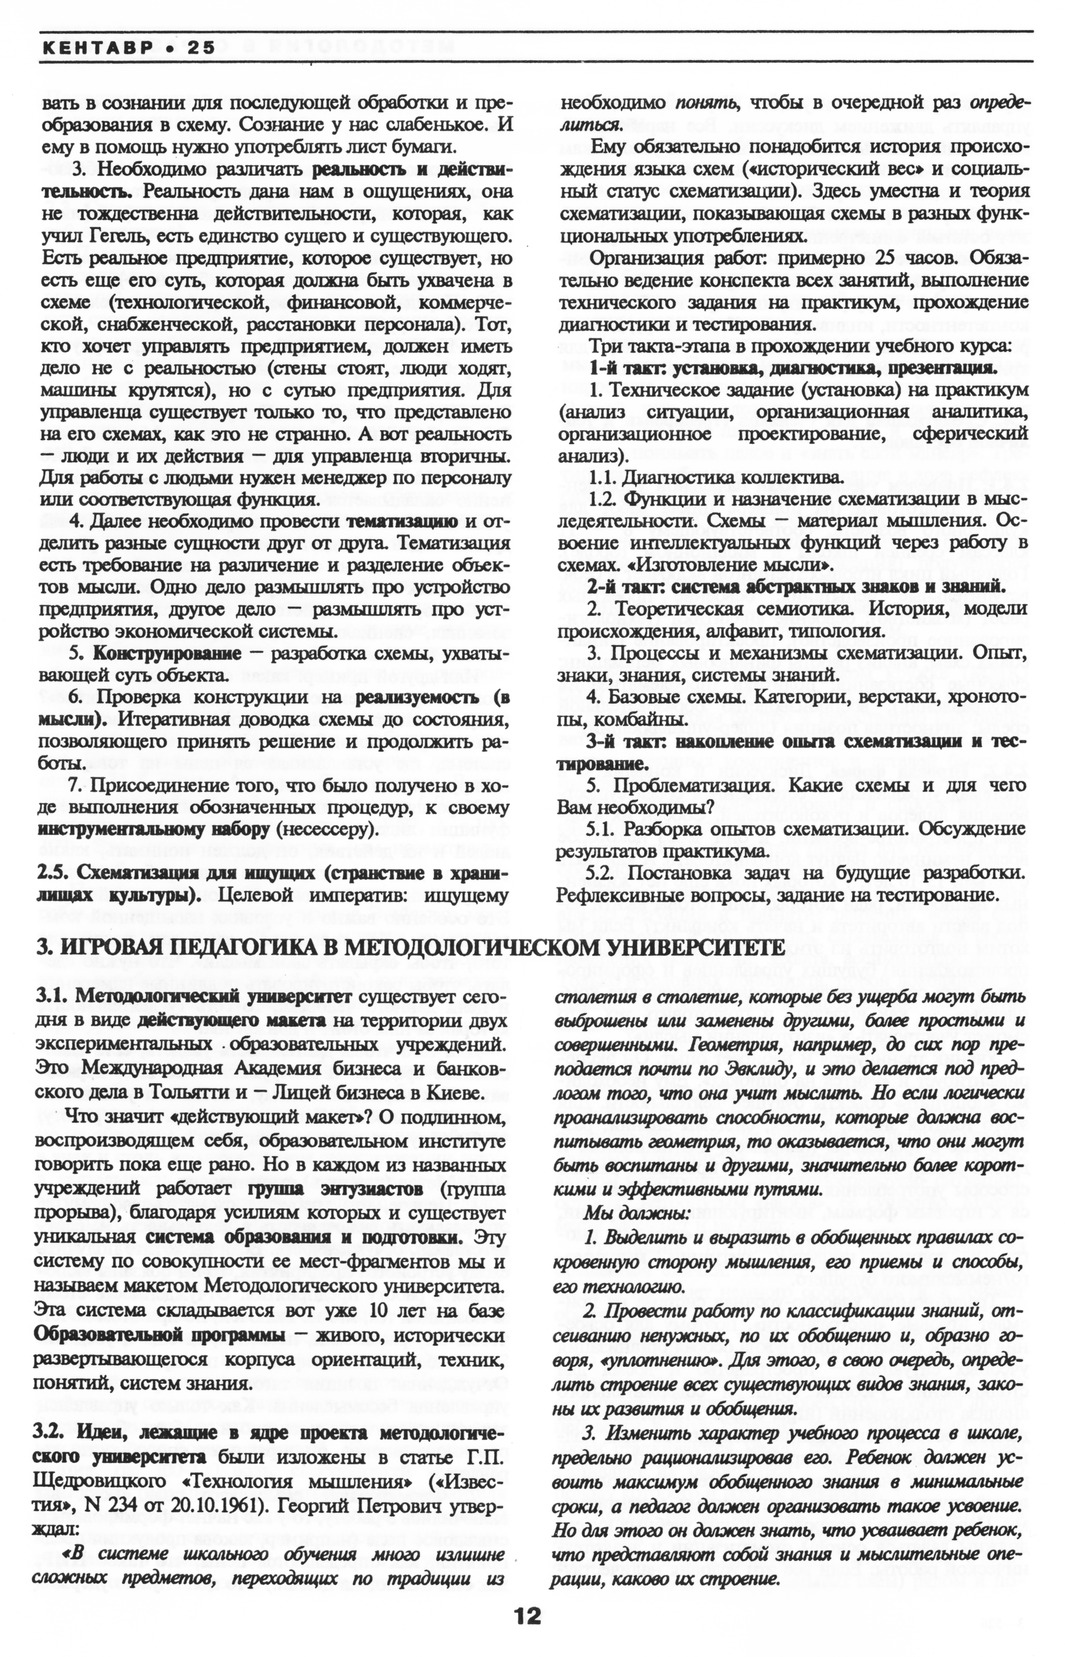 КЕНТАВР • 25
вать в сознании для последующей обработки и пре-
образования в схему. Сознание у нас слабенькое. И
ему в помощь нужно употреблять лист бумаги.
3. Необходимо различать реальность и действи-
тельность. Реальность дана нам в ощущениях, она
не тождественна действительности, которая, как
учил Гегель, есть единство сущего и существующего.
Есть реальное предприятие, которое существует, но
есть еще его суть, которая должна быть ухвачена в
схеме (технологической, финансовой, коммерче-
ской, снабженческой, расстановки персонала). Тот,
кто хочет управлять предприятием, должен иметь
дело не с реальностью (стены стоят, люди ходят,
машины крутятся), но с сутью предприятия. Для
управленца существует только то, что представлено
на его схемах, как это не странно. А вот реальность
— люди и их действия — для управленца вторичны.
Для работы с людьми нужен менеджер по персоналу
или соответствующая функция.
4. Далее необходимо провести тематизацию и от-
делить разные сущности друг от друга. Тематизация
есть требование на различение и разделение объек-
тов мысли. Одно дело размышлять про устройство
предприятия, другое дело — размышлять про уст-
ройство экономической системы.
5. Конструирование — разработка схемы, ухваты-
вающей суть объекта.
6. Проверка конструкции на реализуемость (в
мысли). Итеративная доводка схемы до состояния,
позволяющего принять решение и продолжить ра-
боты.
7. Присоединение того, что было получено в хо-
де выполнения обозначенных процедур, к своему
инструментальному набору (несессеру).
2.5. Схематизация для ищущих (странствие в храни-
лищах культуры). Целевой императив: ищущему
необходимо понять, чтобы в очередной раз опреде-
литься.
Ему обязательно понадобится история происхо-
ждения языка схем («исторический вес» и социаль-
ный статус схематизации). Здесь уместна и теория
схематизации, показывающая схемы в разных функ-
циональных употреблениях.
Организация работ: примерно 25 часов. Обяза-
тельно ведение конспекта всех занятий, выполнение
технического задания на практикум, прохождение
диагностики и тестирования.
Три такта-этапа в прохождении учебного курса:
1-й такт: установка, диагностика, презентация.
1. Техническое задание (установка) на практикум
(анализ ситуации, организационная аналитика,
организационное проектирование, сферический
анализ).
1.1. Диагностика коллектива.
1.2. Функции и назначение схематизации в мыс-
ледеятельности. Схемы — материал мышления. Ос-
воение интеллектуальных функций через работу в
схемах. «Изготовление мысли».
2-й такт: система абстрактных знаков и знаний.
2. Теоретическая семиотика. История, модели
происхождения, алфавит, типология.
3. Процессы и механизмы схематизации. Опыт,
знаки, знания, системы знаний.
4. Базовые схемы. Категории, верстаки, хроното-
пы, комбайны.
3-й такт: накопление опыта схематизации и тес-
тирование.
5. Проблематизация. Какие схемы и для чего
Вам необходимы?
5.1. Разборка опытов схематизации. Обсуждение
результатов практикума.
5.2. Постановка задач на будущие разработки.
Рефлексивные вопросы, задание на тестирование.
3. ИГРОВАЯ ПЕДАГОГИКА В МЕТОДОЛОГИЧЕСКОМ УНИВЕРСИТЕТЕ
3.1. Методологический университет существует сего-
дня в виде действующего макета на территории двух
экспериментальных образовательных учреждений.
Это Международная Академия бизнеса и банков-
ского дела в Тольятти и — Лицей бизнеса в Киеве.
Что значит «действующий макет»? О подлинном,
воспроизводящем себя, образовательном институте
говорить пока еще рано. Но в каждом из названных
учреждений работает группа энтузиастов (группа
прорыва), благодаря усилиям которых и существует
уникальная система образования и подготовки. Эту
систему по совокупности ее мест-фрагментов мы и
называем макетом Методологического университета.
Эта система складывается вот уже 10 лет на базе
Образовательной программы — живого, исторически
развертывающегося корпуса ориентаций, техник,
понятий, систем знания.
3.2. Идеи, лежащие в ядре проекта методологиче-
ского университета были изложены в статье Г.П.
Щедровицкого «Технология мышления» («Извес-
тия», N 234 от 20.10.1961). Георгий Петрович утвер-
ждал:
«В системе школьного обучения много излишне
сложных предметов, переходящих по традиции из
столетия в столетие, которые без ущерба могут быть
выброшены или заменены другими, более простыми и
совершенными. Геометрия, например, до сих пор пре-
подается почти по Эвклиду, и это делается под пред-
логом того, что она учит мыслить. Но если логически
проанализировать способности, которые должна вос-
питывать геометрия, то оказывается, что они могут
быть воспитаны и другими, значительно более корот-
кими и эффективными путями.
Мы должны:
1. Выделить и выразить в обобщенных правилах со-
кровенную сторону мышления, его приемы и способы,
его технологию.
2. Провести работу по классификации знаний, от-
сеиванию ненужных, по их обобщению и, образно го-
воря, «уплотнению». Для этого, в свою очередь, опреде-
лить строение всех существующих видов знания, зако-
ны их развития и обобщения.
3. Изменить характер учебного процесса в школе,
предельно рационализировав его. Ребенок должен ус-
воить максимум обобщенного знания в минимальные
сроки, а педагог должен организовать такое усвоение.
Но для этого он должен знать, что усваивает ребенок,
что представляют собой знания и мыслительные опе-
рации, каково их строение.
12